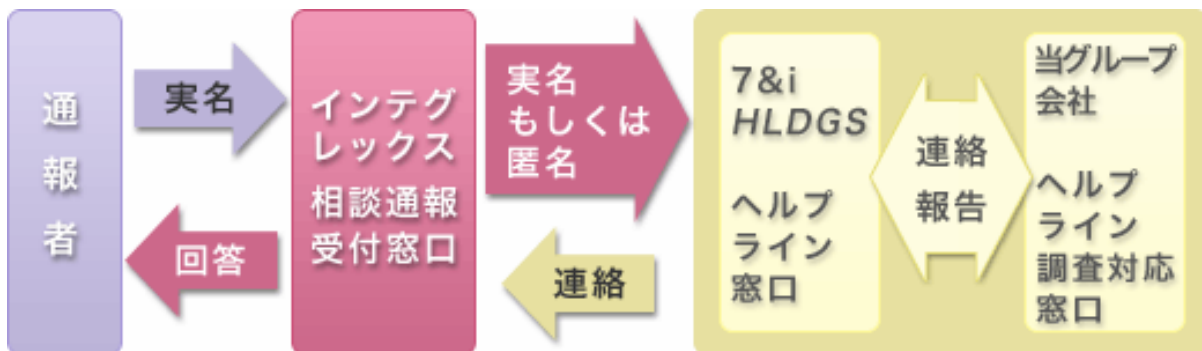 通報者
実名
回答
インテグ
レックス
相談通報
受付窓口
実名
もしくは
匿名
連絡
7&i
HLDGS
ヘルプ
ライン
窓口
連絡
報告
当グループ
会社
ヘルプ
ライン
調査対応
窓口